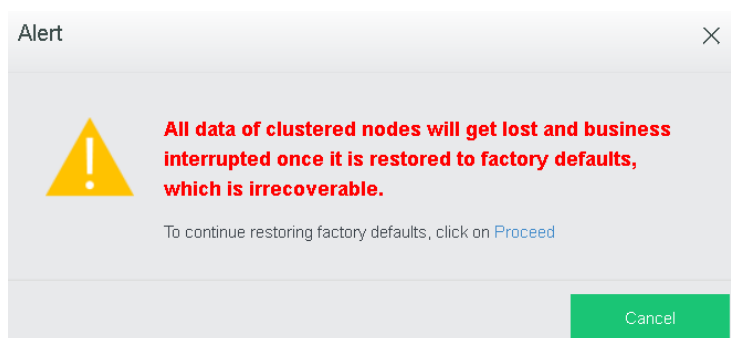 Alert
All data of clustered nodes will get lost and business
interrupted once it is restored to factory defaults,
which is irrecoverable.
To continue restoring factory defaults, click on Proceed
Cancel